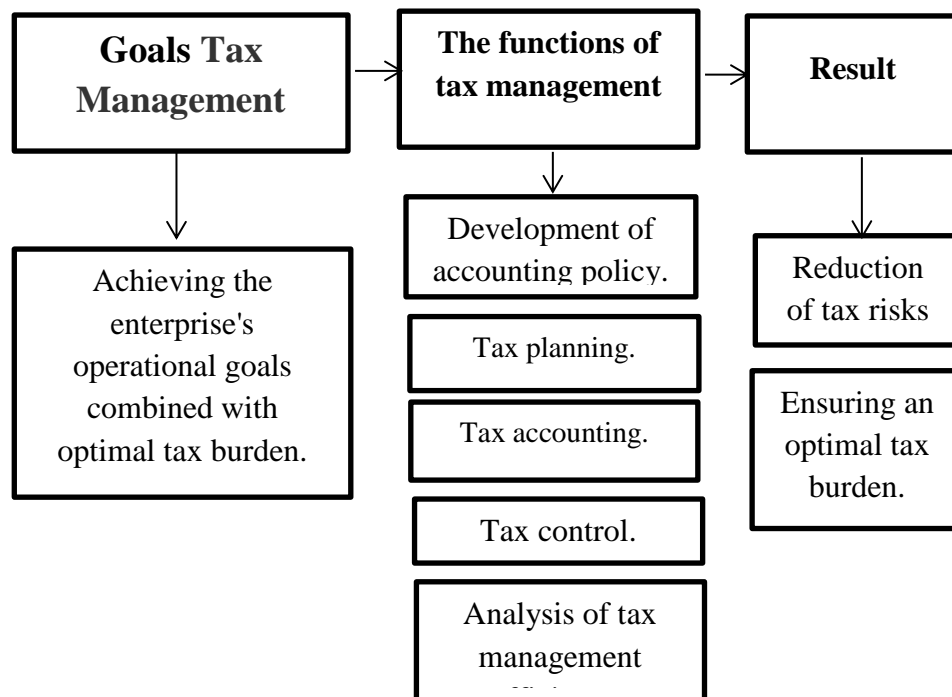 Goals Tax
Management
Achieving the
enterprise's
operational goals
combined with
optimal tax burden.
The functions of
tax management
Development of
accounting policy.
Tax planning.
Tax accounting.
Tax control.
Analysis of tax
management
Result
Reduction
of tax risks
Ensuring an
optimal tax
burden.